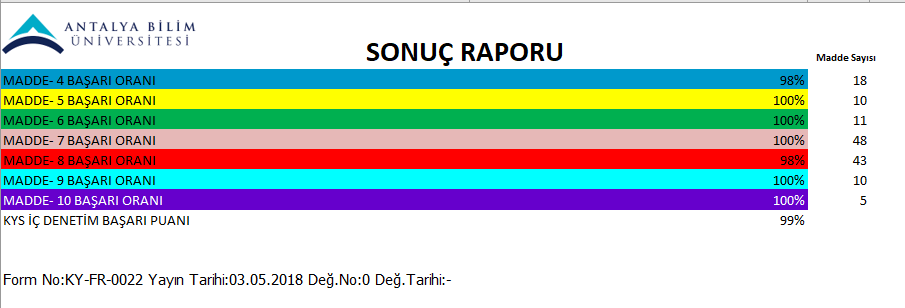 ANTALYA BİLİM
ÜNİVERSİTESİ
SONUÇ RAPORU
Madde Sayısı
MADDE- 4 BAŞARI ORANI 98% 18
MADDE- 5 BAŞARI ORANI 100% 10
MADDE- 6 BAŞARI ORANI 100% 11
MADDE- 7 BAŞARI ORANI 100% 48
MADDE- 8 BAŞARI ORANI 98% 43
MADDE- 9 BAŞARI ORANI 100% 10
MADDE- 10 BAŞARI ORANI 100% 5
KYS İÇ DENETİM BAŞARI PUANI 99%
Form No:KY-FR-0022 Yayın Tarihi:03.05.2018 Değ.No:0 Değ.Tarihi:-